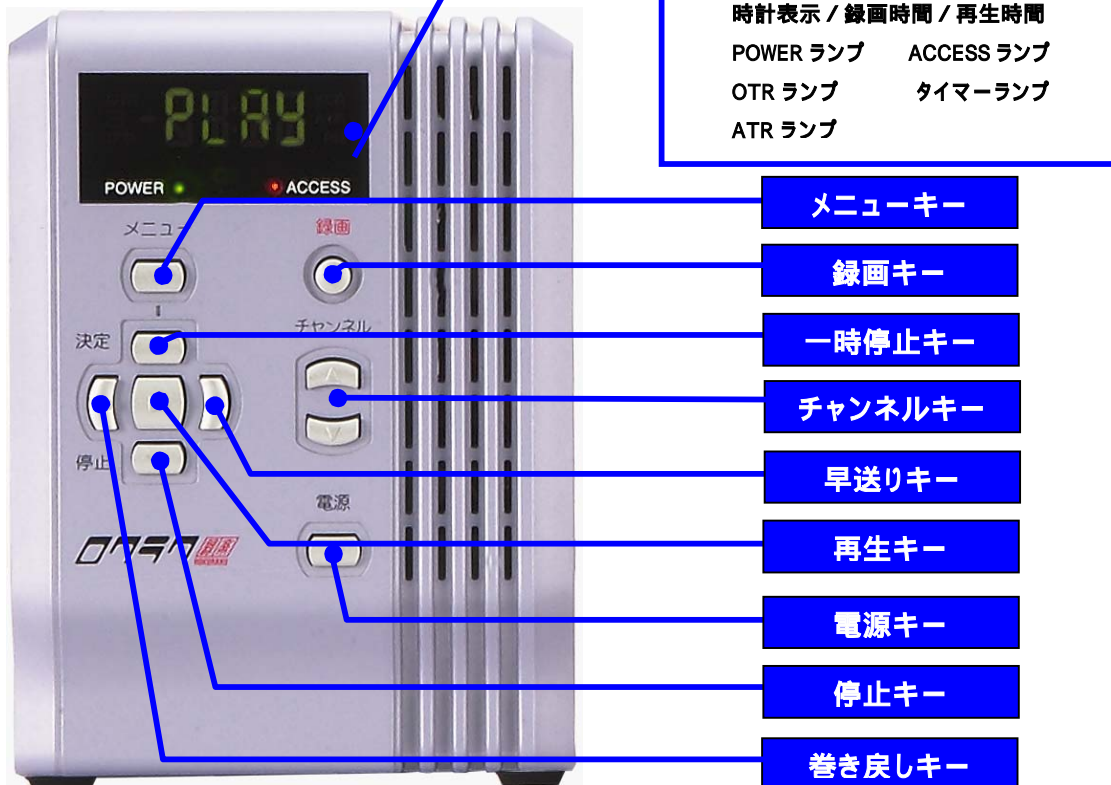 時計表示 / 録画時間 / 再生時間
POWER ランプ ACCESS ランプ
OTR ランプ タイマーランプ
ATR ランプ
PLAY
POWER ACCESS
メニュー 録画
決定 チャンネル
停止
電源
ロクラク
ROKURAKU
メニューキー
録画キー
一時停止キー
チャンネルキー
早送りキー
再生キー
電源キー
停止キー
巻き戻しキー